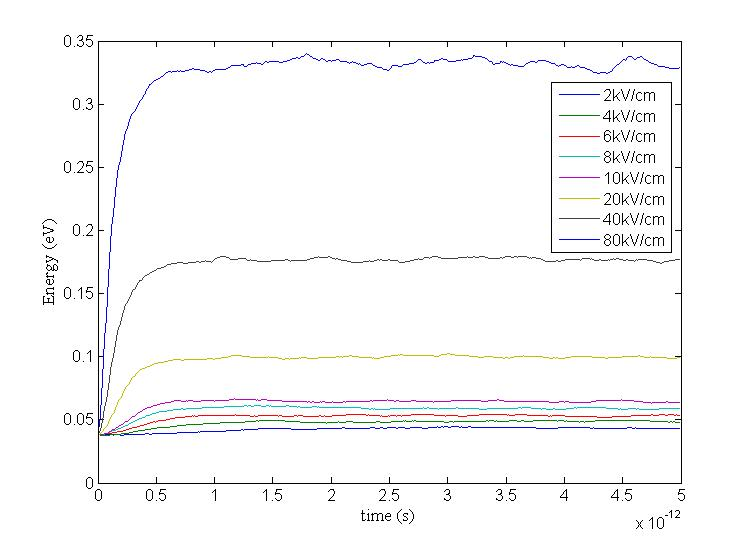 0.35
0.3
0.25
0.2
0.15
0.1
0.05
0
Energy (eV)
2kV/cm
4kV/cm
6kV/cm
8kV/cm
10kV/cm
20kV/cm
40kV/cm
80kV/cm
0 0.5 1 1.5 2 2.5 3 3.5 4 4.5 5
time (s)
x 10^-12